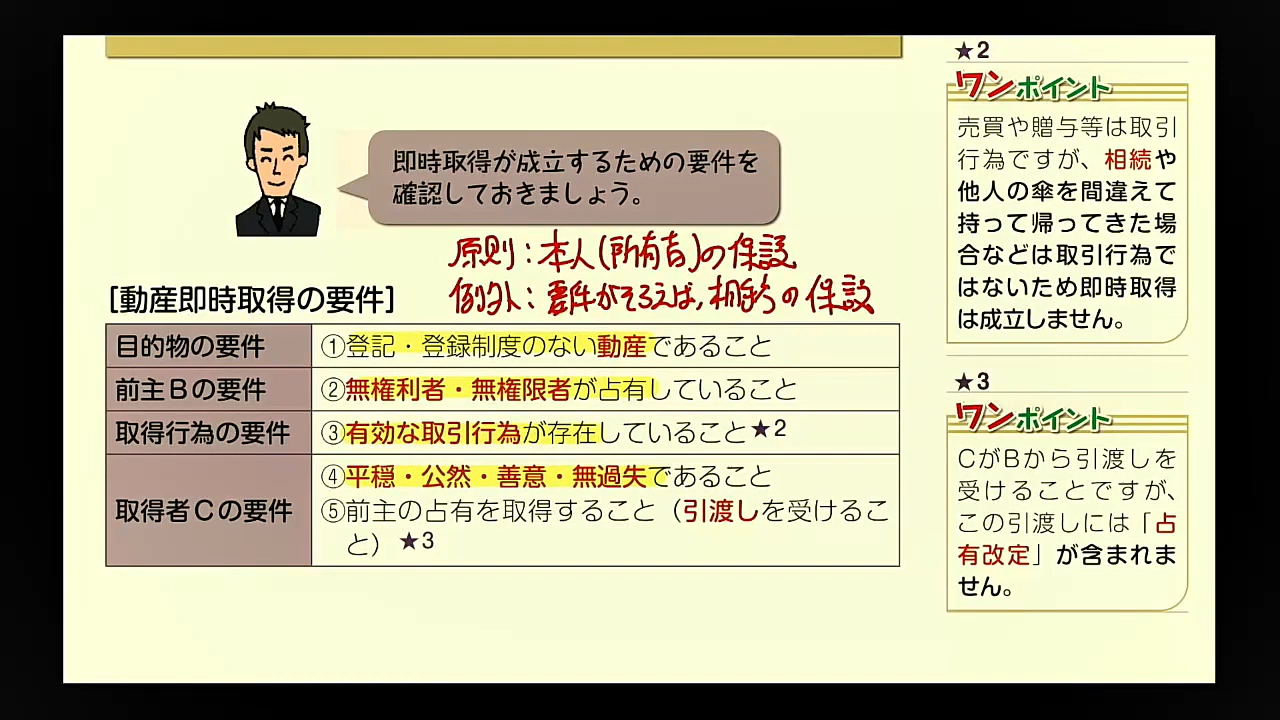 即時取得が成立するための要件を
確認しておきましょう。
原則：本人(所有者)の保護
例外：要件がそろえば,相手方の保護
[動産即時取得の要件]
目的物の要件
①登記・登録制度のない動産であること
前主Bの要件
②無権利者・無権限者が占有していること
取得行為の要件
③有効な取引行為が存在していること★2
取得者Cの要件
④平穏・公然・善意・無過失であること
⑤前主の占有を取得すること（引渡しを受けるこ
と）★3
★2
ワンポイント
売買や贈与等は取引
行為ですが、相続や
他人の傘を間違えて
持って帰ってきた場
合などは取引行為で
はないため即時取得
は成立しません。
★3
ワンポイント
CがBから引渡しを
受けることですが、
この引渡しには「占
有改定」が含まれま
せん。